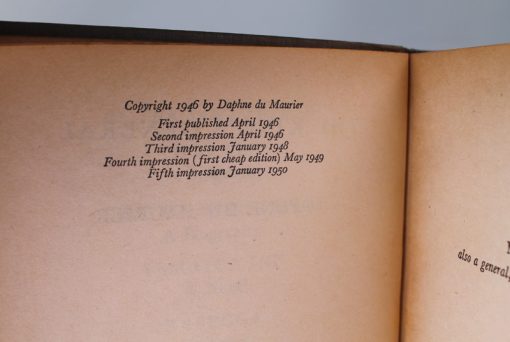 Copyright 1946 by Daphne du Maurier
First published April 1946
Second impression April 1946
Third impression January 1948
Fourth impression (first cheap edition) May 1949
Fifth impression January 1950
also a general,